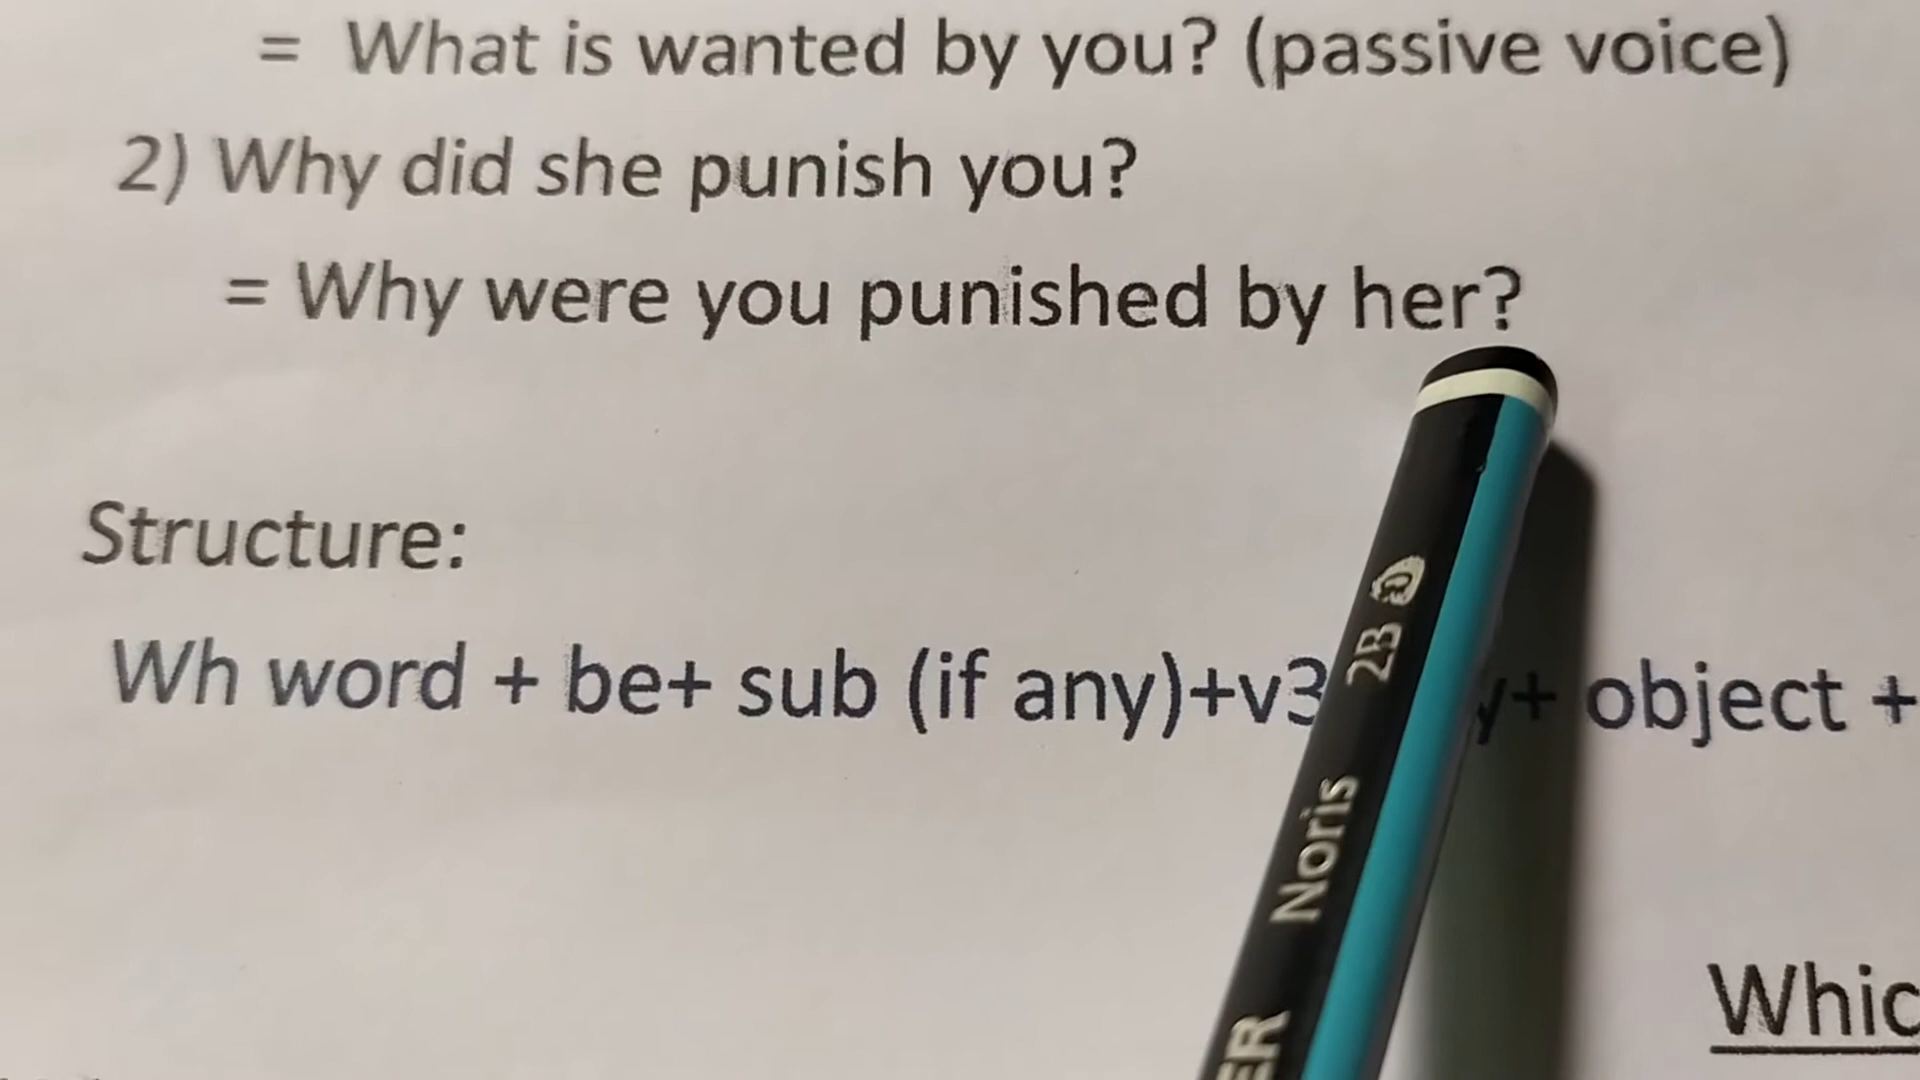 = What is wanted by you? (passive voice)
2) Why did she punish you?
= Why were you punished by her?
Structure:
Wh word + be+ sub (if any)+v3 y+ object +
2B
Noris
ER
Whic